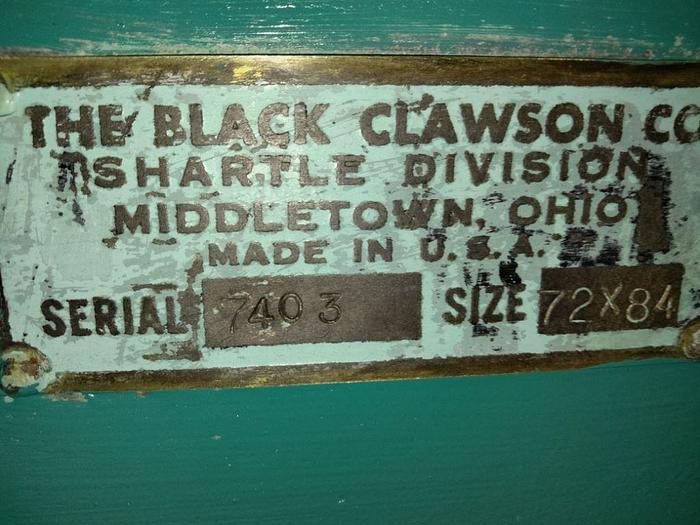 THE BLACK CLAWSON CO
SHARTLE DIVISION
MIDDLETOWN, OHIO
MADE IN U.S.A.
SERIAL 7403 SIZE 72X84